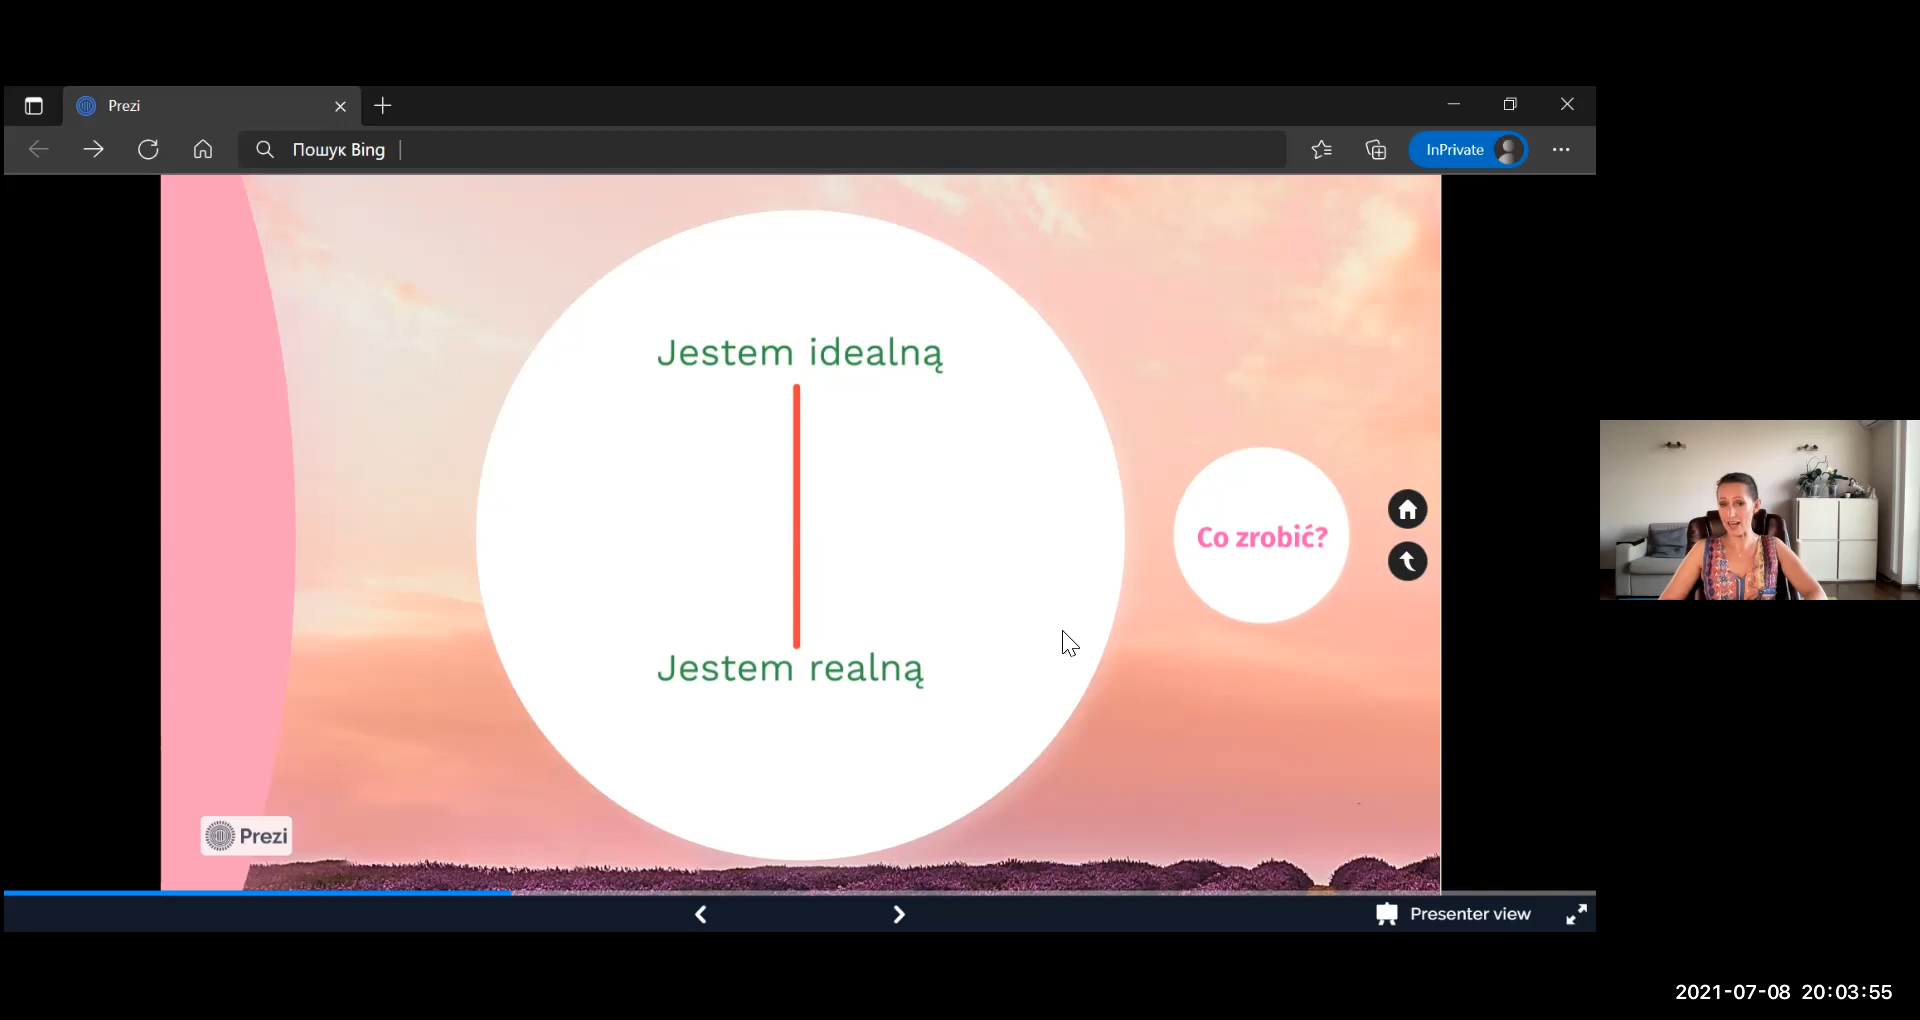 Prezi
Пошук Bing
InPrivate
Jestem idealną
Jestem realną
Co zrobić?
Prezi
Presenter view
2021-07-08 20:03:55